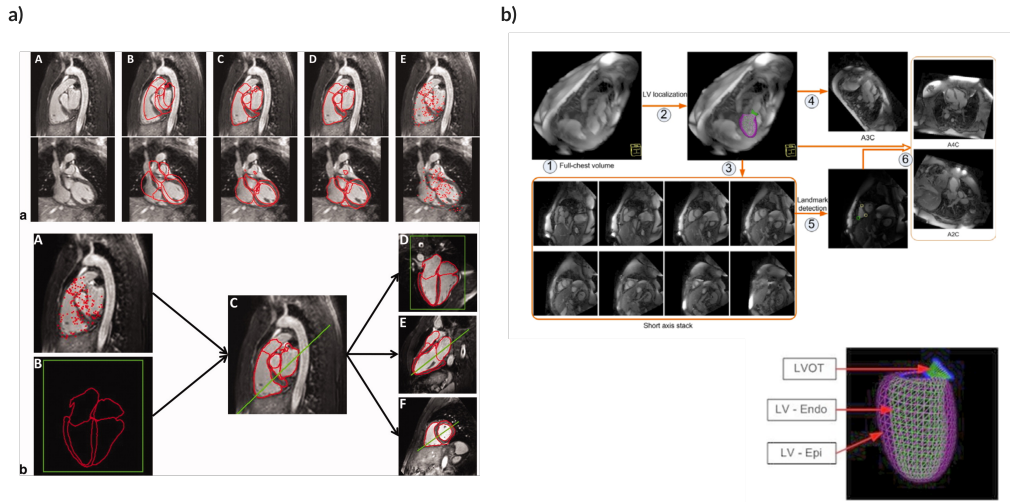 a)
b)
A
B
C
D
E
a
A
B
C
D
E
F
b
LV localization
2
4
A3C
A4C
1
Full-chest volume
3
6
Landmark
detection
5
A2C
Short axis stack
LVOT
LV - Endo
LV - Epi